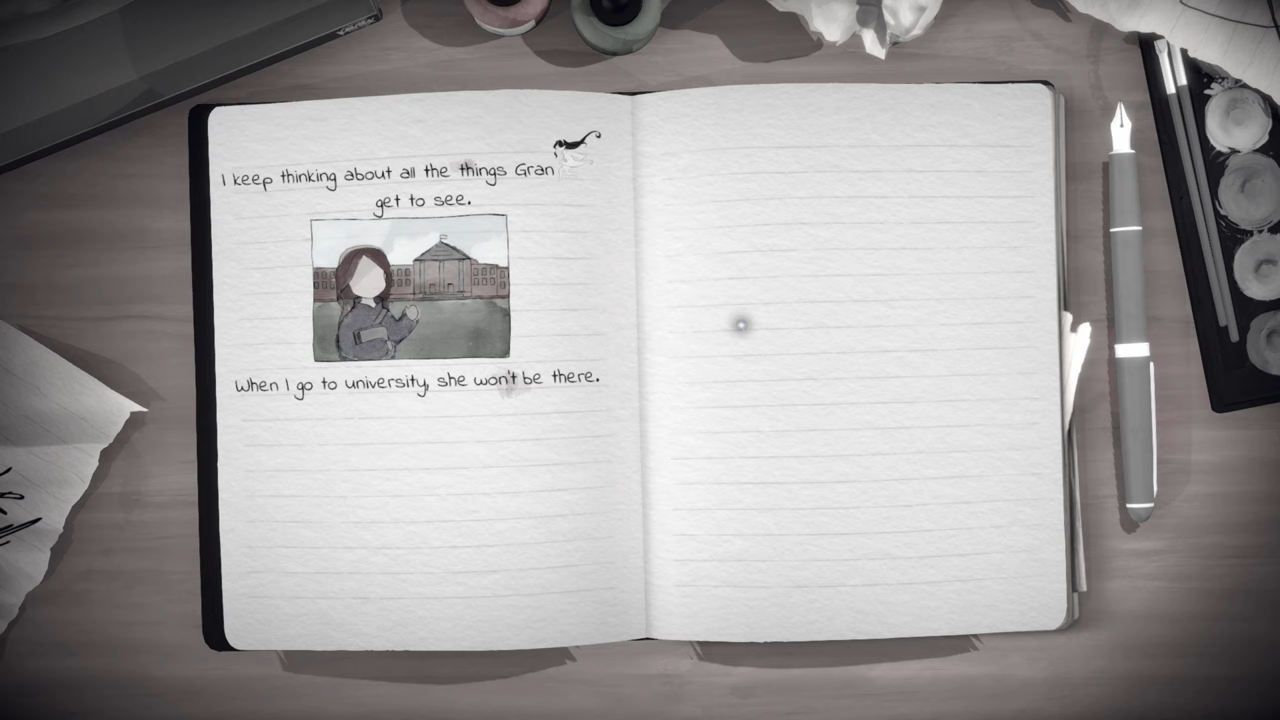 I keep thinking about all the things Gran
get to see.
When I go to university, she won't be there.